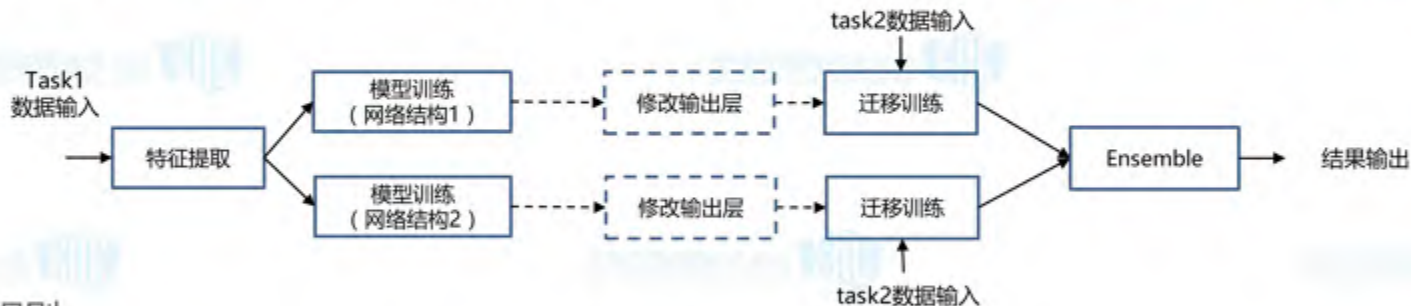 task2数据输入
Task1
数据输入
特征提取
模型训练
（网络结构1）
修改输出层
迁移训练
模型训练
（网络结构2）
修改输出层
迁移训练
Ensemble
结果输出
task2数据输入